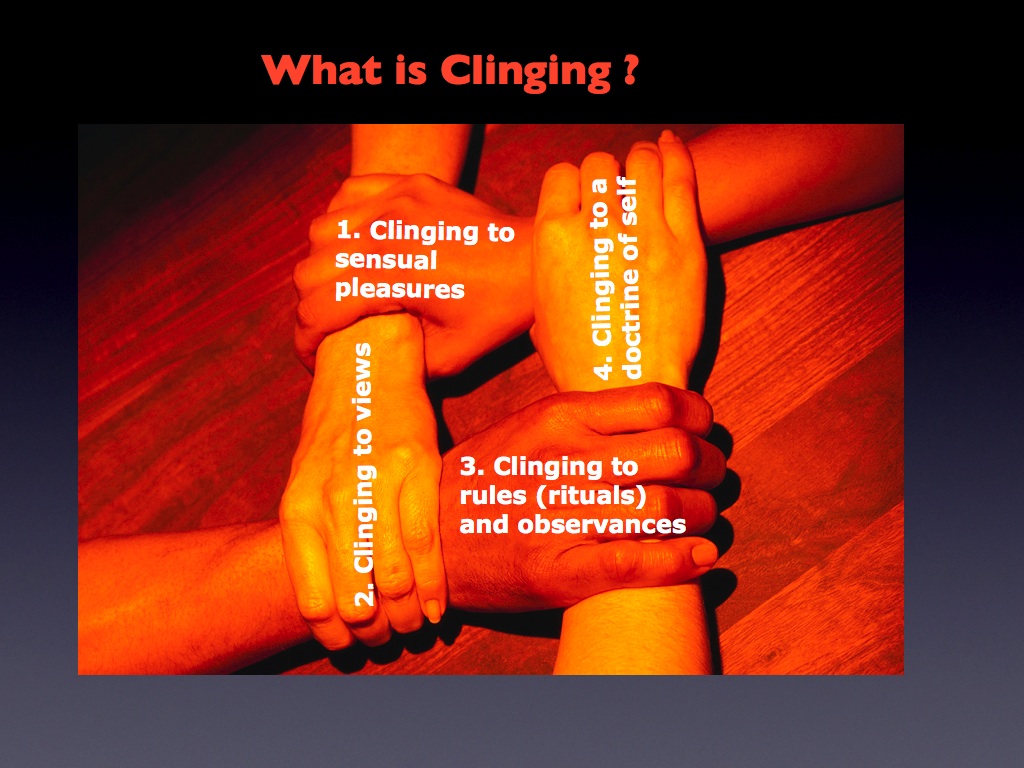 What is Clinging ?
1. Clinging to
sensual
pleasures
2. Clinging to views
3. Clinging to
rules (rituals)
and observances
4. Clinging to a
doctrine of self